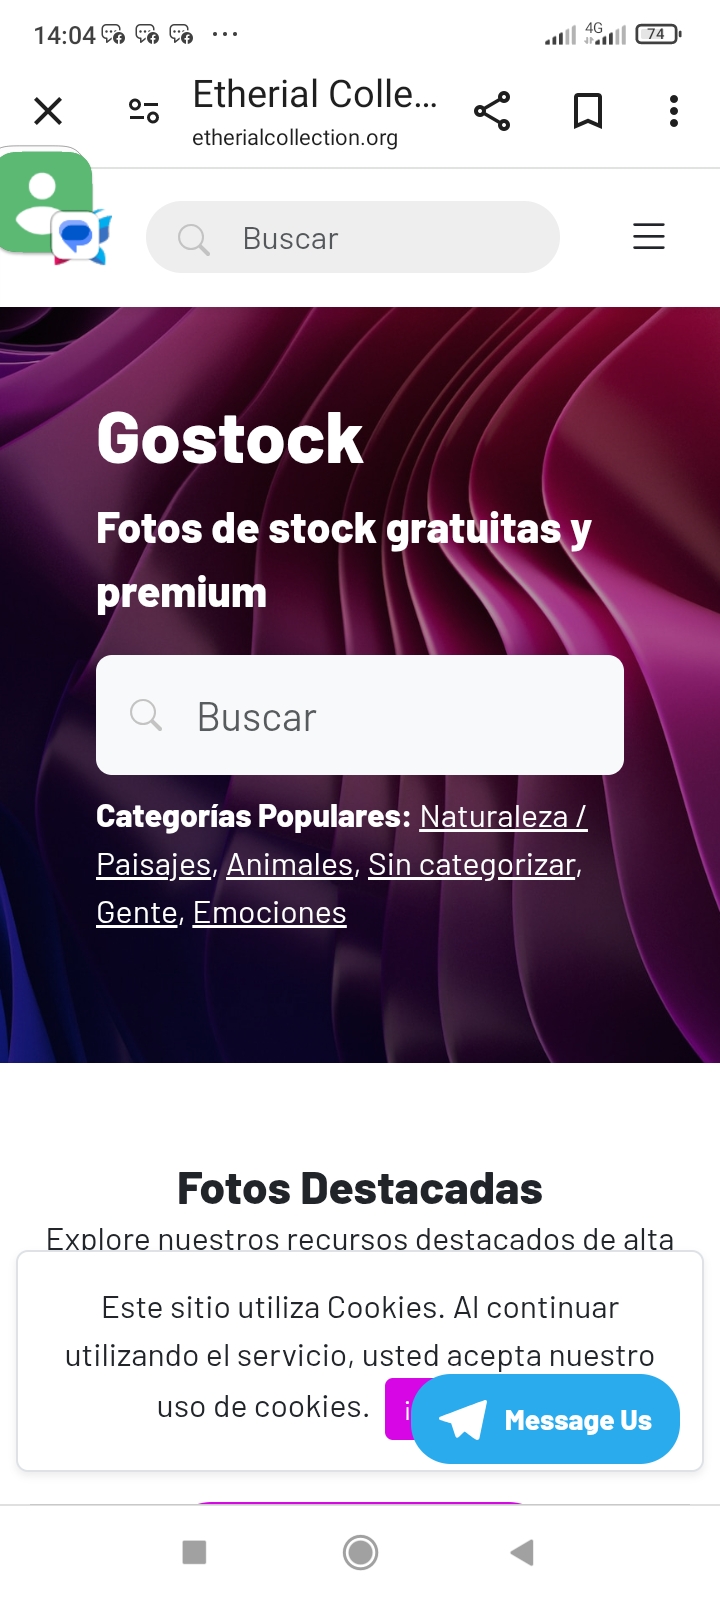 14:04
4G
74
Etherial Colle...
etherialcollection.org
Buscar
Gostock
Fotos de stock gratuitas y
premium
Buscar
Categorías Populares: Naturaleza /
Paisajes, Animales, Sin categorizar,
Gente, Emociones
Fotos Destacadas
Explore nuestros recursos destacados de alta
Este sitio utiliza Cookies. Al continuar
utilizando el servicio, usted acepta nuestro
uso de cookies.
Message Us